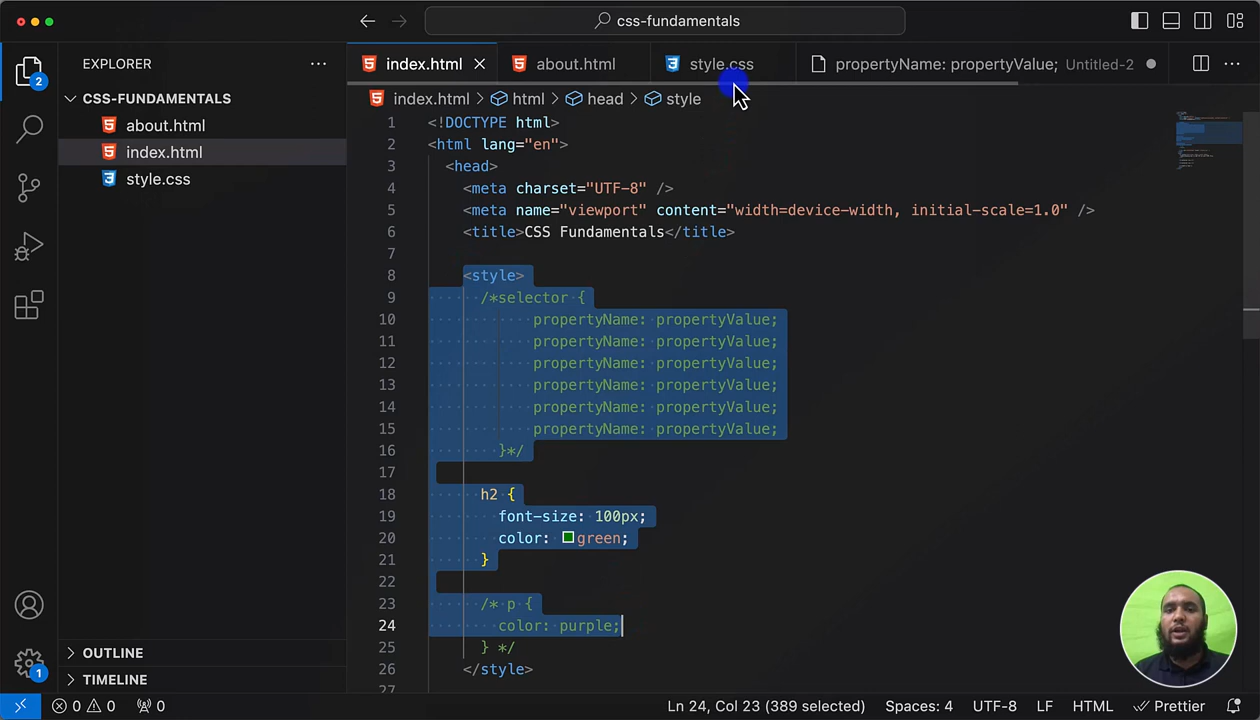 css-fundamentals
EXPLORER
index.html
about.html
style.css
propertyName: propertyValue; Untitled-2
2
CSS-FUNDAMENTALS
about.html
index.html
style.css
index.html > html > head > style
1 <!DOCTYPE html>
2 <html lang="en">
3 <head>
4 <meta charset="UTF-8" />
5 <meta name="viewport" content="width=device-width, initial-scale=1.0" />
6 <title>CSS Fundamentals</title>
7
8 <style>
9 /*selector {
10 propertyName: propertyValue;
11 propertyName: propertyValue;
12 propertyName: propertyValue;
13 propertyName: propertyValue;
14 propertyName: propertyValue;
15 propertyName: propertyValue;
16 }*/
17
18 h2 {
19 font-size: 100px;
20 color: green;
21 }
22
23 /* p {
24 color: purple;
25 } */
26 </style>
27
OUTLINE
TIMELINE
1
0 0 0 Ln 24, Col 23 (389 selected) Spaces: 4 UTF-8 LF HTML Prettier